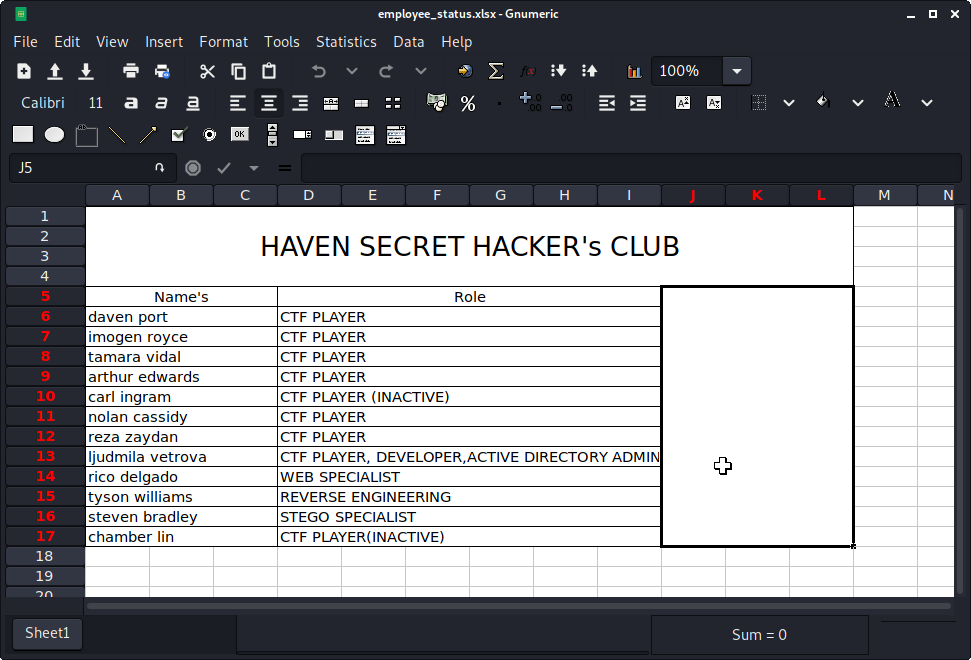 employee_status.xlsx - Gnumeric
File Edit View Insert Format Tools Statistics Data Help
100%
Calibri 11 a a a
%
OK
J5 =
A B C D E F G H I J K L M N
1
2
HAVEN SECRET HACKER's CLUB
3
4
5 Name's Role
6 daven port CTF PLAYER
7 imogen royce CTF PLAYER
8 tamara vidal CTF PLAYER
9 arthur edwards CTF PLAYER
10 carl ingram CTF PLAYER (INACTIVE)
11 nolan cassidy CTF PLAYER
12 reza zaydan CTF PLAYER
13 ljudmila vetrova CTF PLAYER, DEVELOPER,ACTIVE DIRECTORY ADMIN
14 rico delgado WEB SPECIALIST
15 tyson williams REVERSE ENGINEERING
16 steven bradley STEGO SPECIALIST
17 chamber lin CTF PLAYER(INACTIVE)
18
19
20
Sheet1 Sum = 0